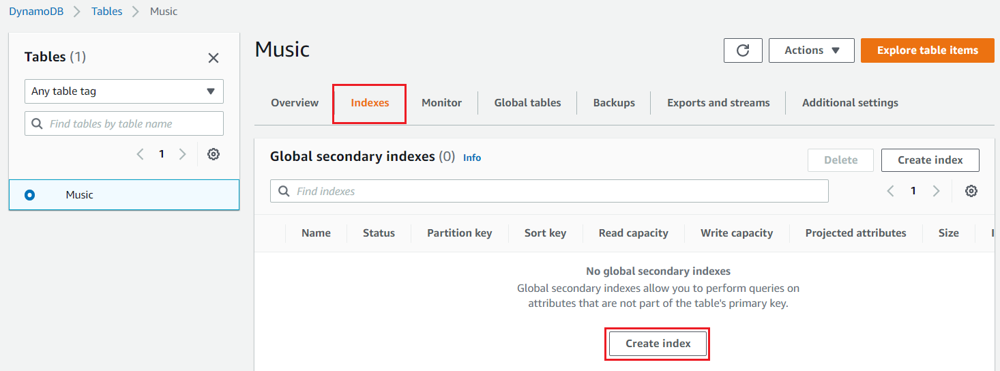 DynamoDB > Tables > Music
Tables (1)
Any table tag
Find tables by table name
1
Music
Music
Actions
Explore table items
Overview Indexes Monitor Global tables Backups Exports and streams Additional settings
Global secondary indexes (0) Info
Delete
Create index
Find indexes
1
Name Status Partition key Sort key Read capacity Write capacity Projected attributes Size
No global secondary indexes
Global secondary indexes allow you to perform queries on
attributes that are not part of the table's primary key.
Create index